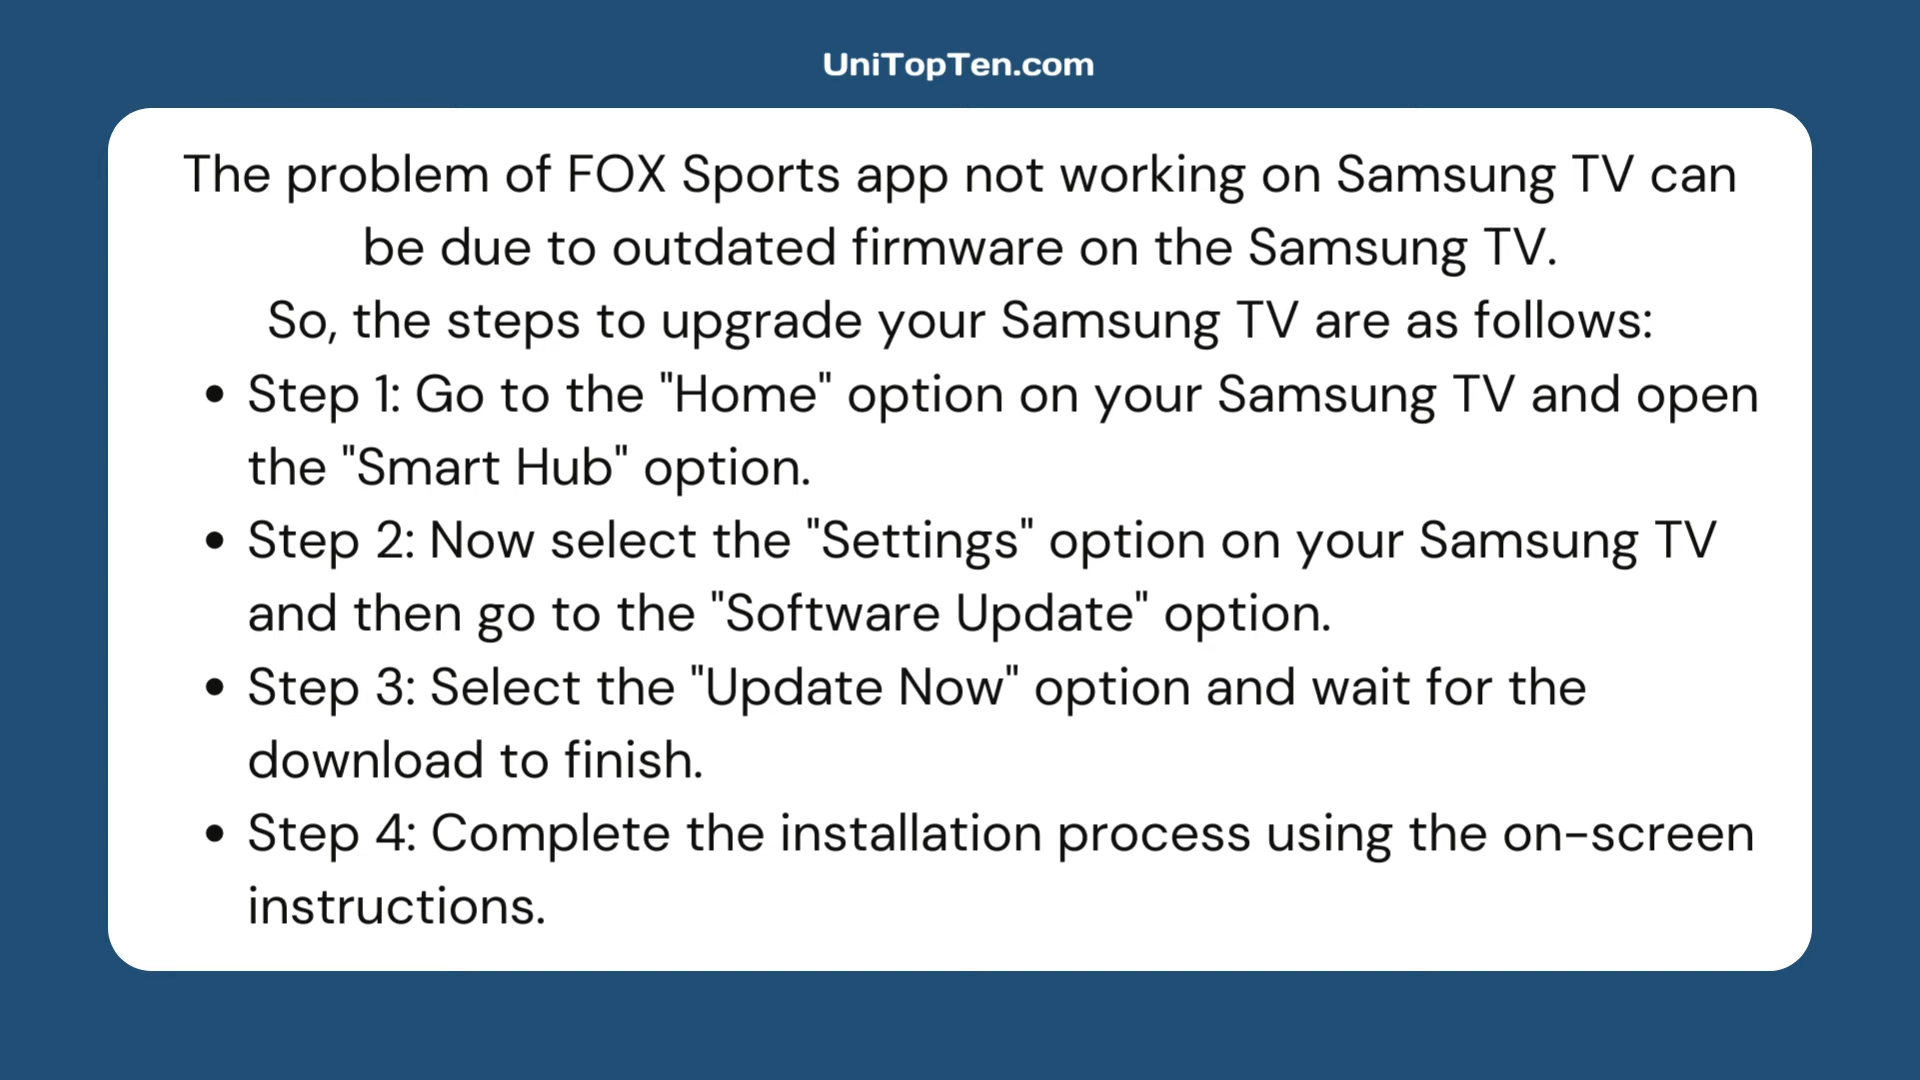 UniTopTen.com
The problem of FOX Sports app not working on Samsung TV can
be due to outdated firmware on the Samsung TV.
So, the steps to upgrade your Samsung TV are as follows:
• Step 1: Go to the "Home" option on your Samsung TV and open
the "Smart Hub" option.
• Step 2: Now select the "Settings" option on your Samsung TV
and then go to the "Software Update" option.
• Step 3: Select the "Update Now" option and wait for the
download to finish.
• Step 4: Complete the installation process using the on-screen
instructions.